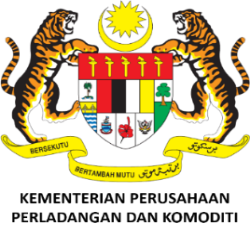 BERSEKUTU
BERTAMBAH MUTU
KEMENTERIAN PERUSAHAAN
PERLADANGAN DAN KOMODITI